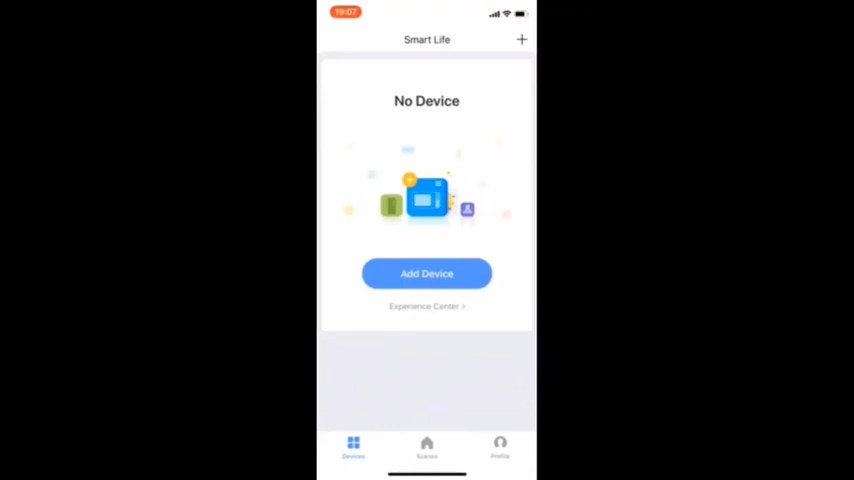 19:07
Smart Life
No Device
Add Device
Experience Center >
Devices
Scenes
Profile